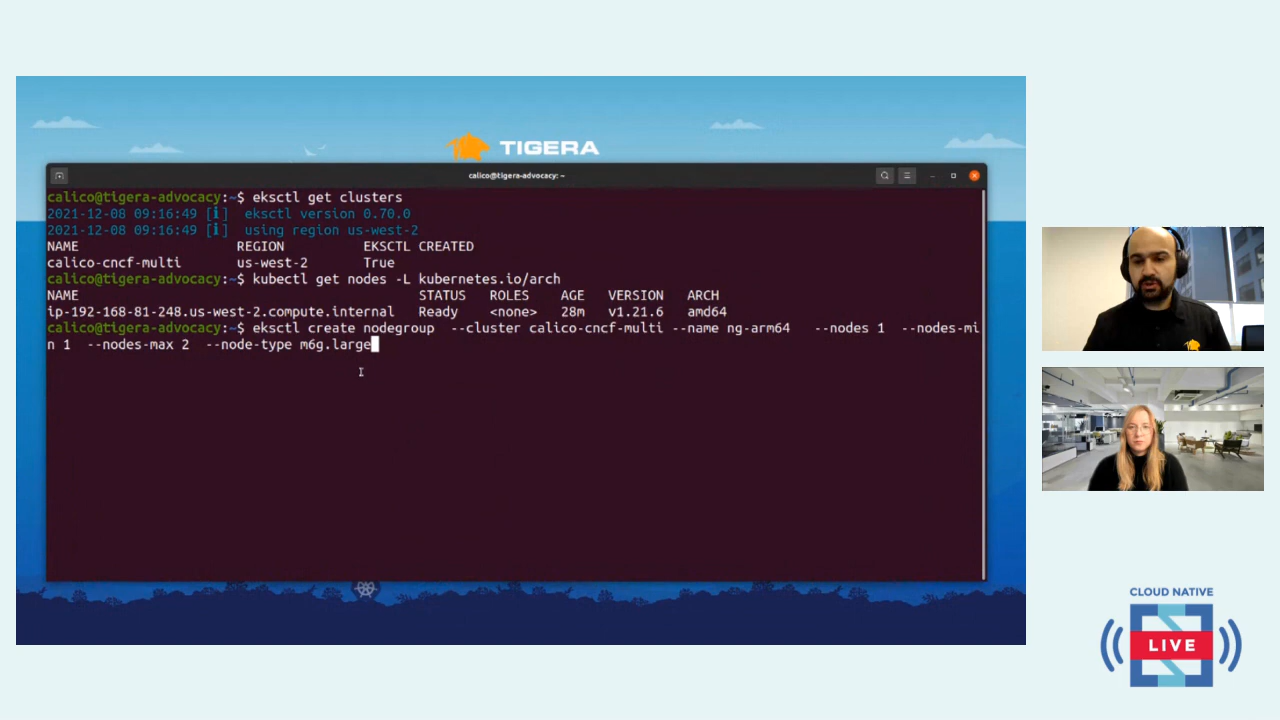 TIGERA
calico@tigera-advocacy: ~
calico@tigera-advocacy:~$ eksctl get clusters
2021-12-08 09:16:49 [ℹ]  eksctl version 0.70.0
2021-12-08 09:16:49 [ℹ]  using region us-west-2
NAME REGION EKSCTL CREATED
calico-cncf-multi us-west-2 True
calico@tigera-advocacy:~$ kubectl get nodes -L kubernetes.io/arch
NAME STATUS ROLES AGE VERSION ARCH
ip-192-168-81-248.us-west-2.compute.internal Ready <none> 28m v1.21.6 amd64
calico@tigera-advocacy:~$ eksctl create nodegroup  --cluster calico-cncf-multi --name ng-arm64   --nodes 1  --nodes-mi
n 1  --nodes-max 2  --node-type m6g.large
CLOUD NATIVE
LIVE